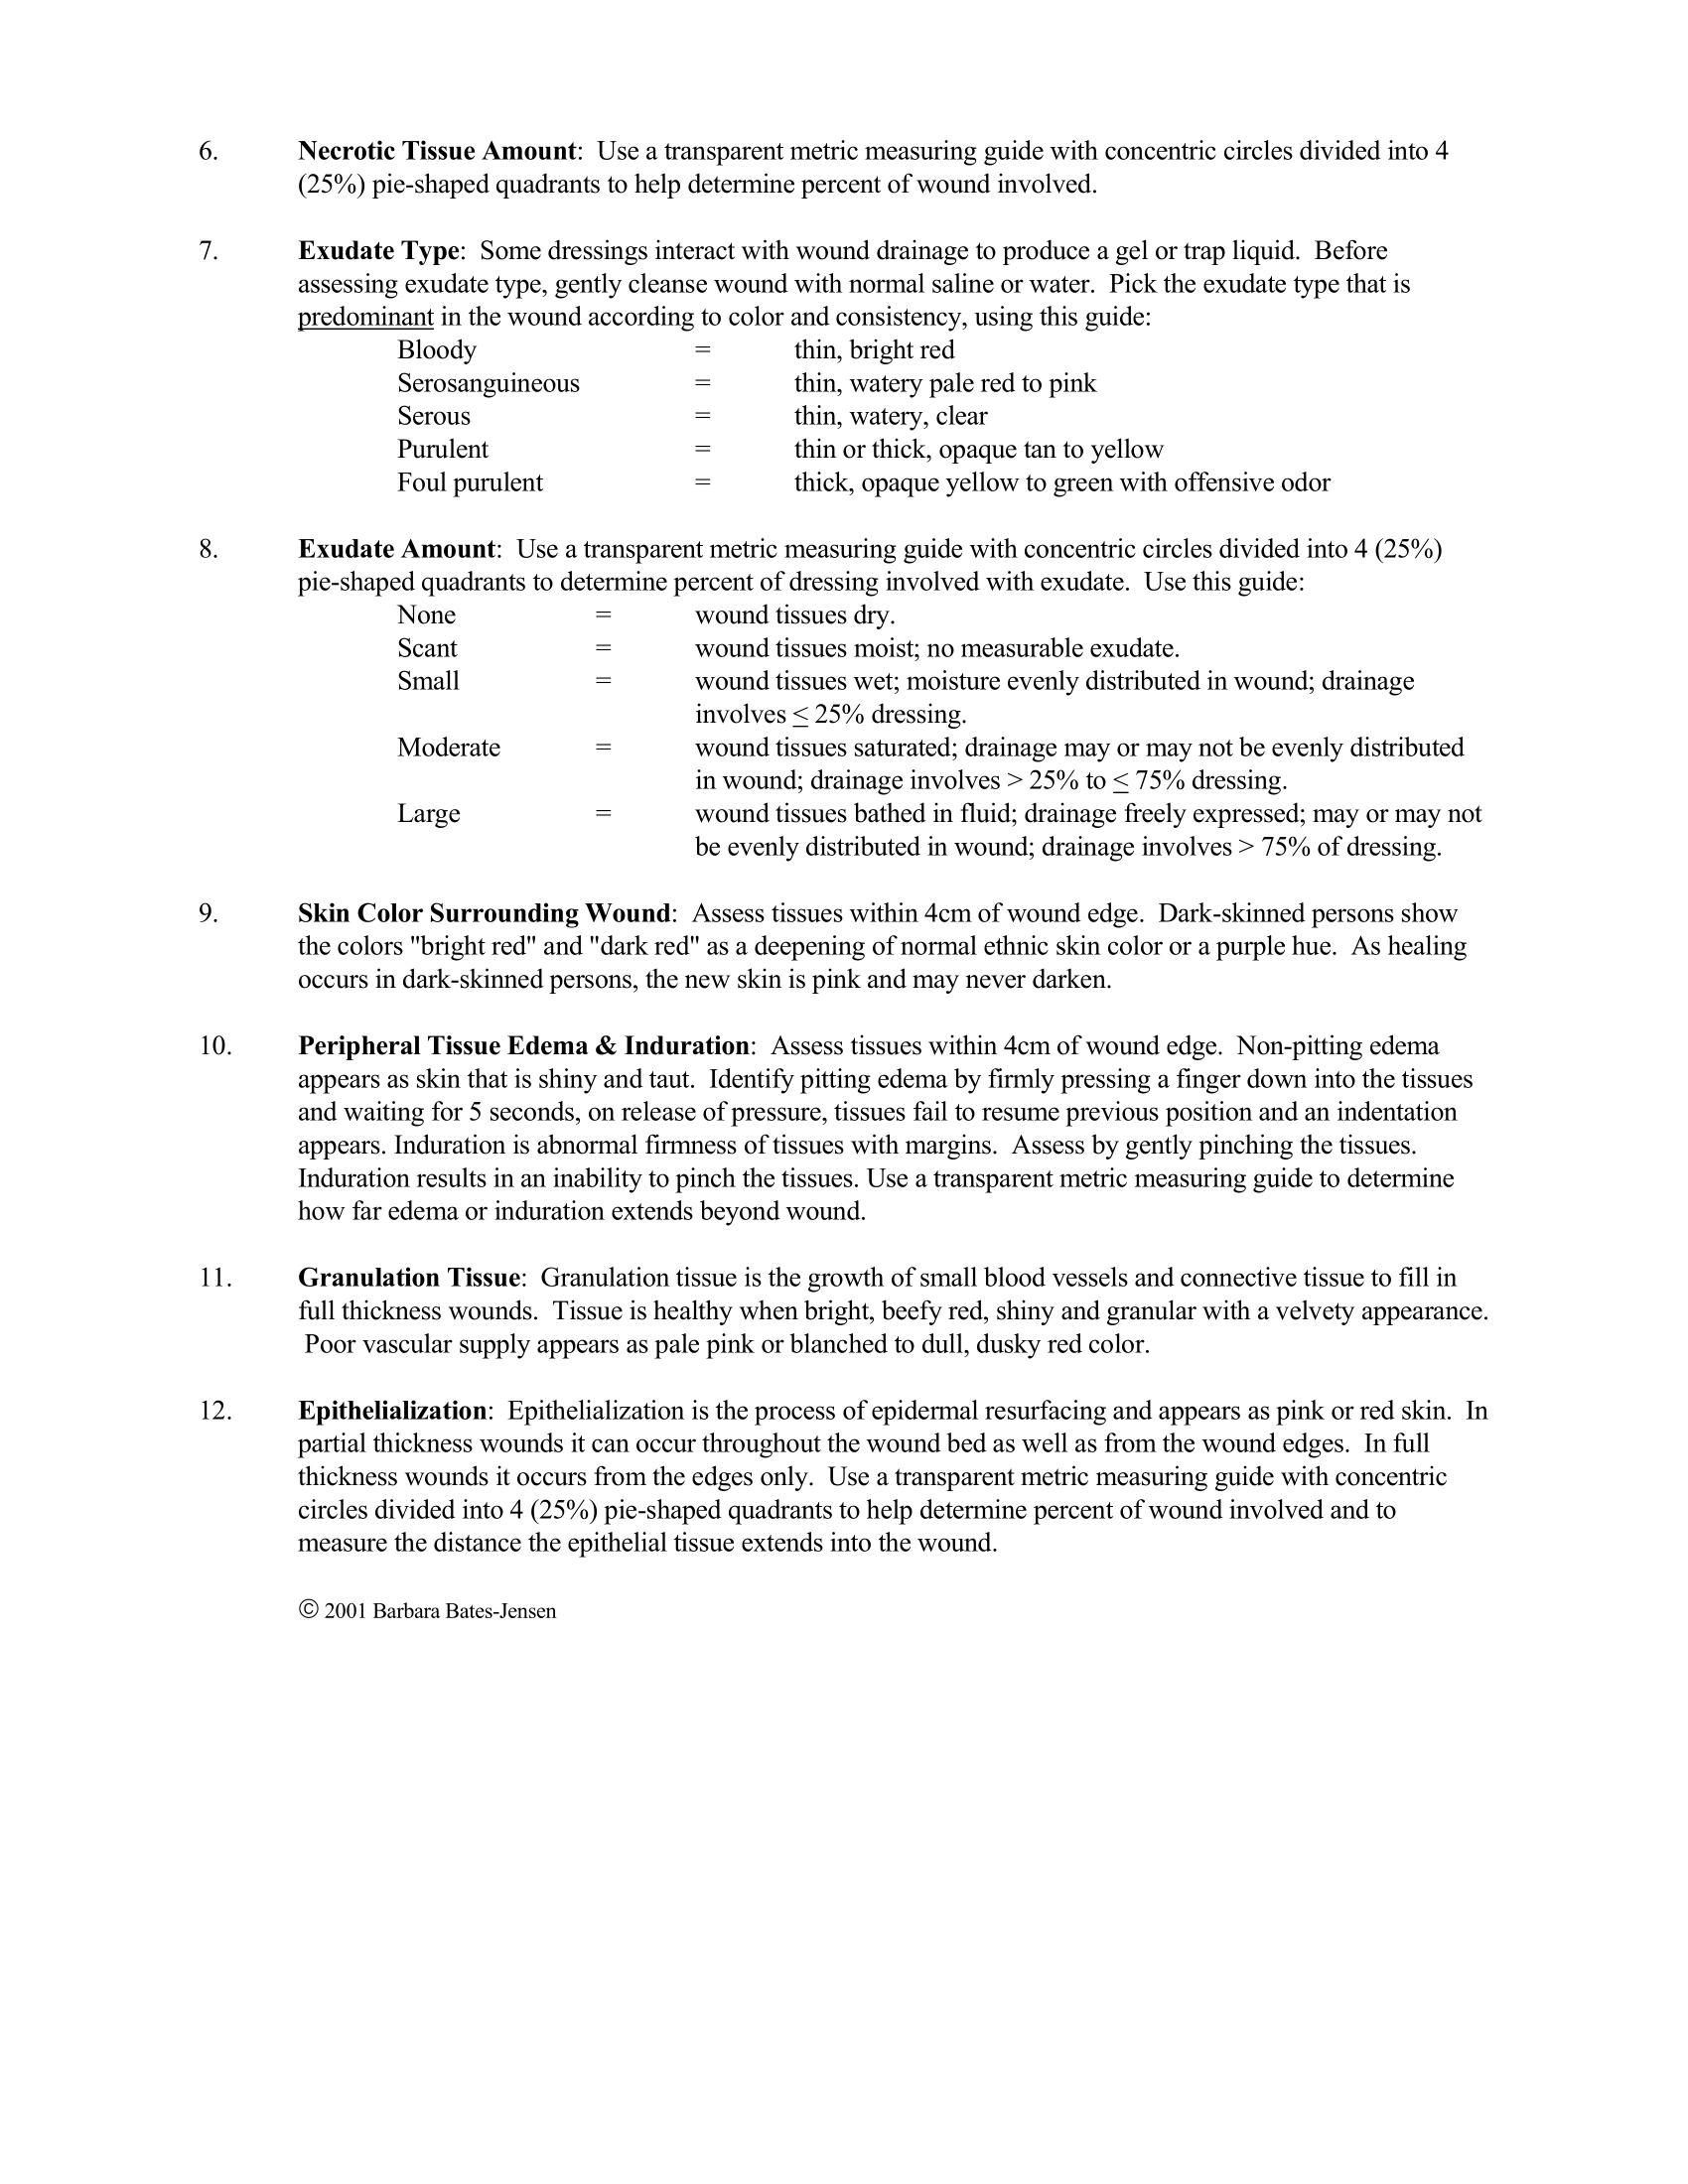 6. Necrotic Tissue Amount: Use a transparent metric measuring guide with concentric circles divided into 4
(25%) pie-shaped quadrants to help determine percent of wound involved.
7. Exudate Type: Some dressings interact with wound drainage to produce a gel or trap liquid. Before
assessing exudate type, gently cleanse wound with normal saline or water. Pick the exudate type that is
predominant in the wound according to color and consistency, using this guide:
Bloody = thin, bright red
Serosanguineous = thin, watery pale red to pink
Serous = thin, watery, clear
Purulent = thin or thick, opaque tan to yellow
Foul purulent = thick, opaque yellow to green with offensive odor
8. Exudate Amount: Use a transparent metric measuring guide with concentric circles divided into 4 (25%)
pie-shaped quadrants to determine percent of dressing involved with exudate. Use this guide:
None = wound tissues dry.
Scant = wound tissues moist; no measurable exudate.
Small = wound tissues wet; moisture evenly distributed in wound; drainage
involves ≤ 25% dressing.
Moderate = wound tissues saturated; drainage may or may not be evenly distributed
in wound; drainage involves > 25% to ≤ 75% dressing.
Large = wound tissues bathed in fluid; drainage freely expressed; may or may not
be evenly distributed in wound; drainage involves > 75% of dressing.
9. Skin Color Surrounding Wound: Assess tissues within 4cm of wound edge. Dark-skinned persons show
the colors "bright red" and "dark red" as a deepening of normal ethnic skin color or a purple hue. As healing
occurs in dark-skinned persons, the new skin is pink and may never darken.
10. Peripheral Tissue Edema & Induration: Assess tissues within 4cm of wound edge. Non-pitting edema
appears as skin that is shiny and taut. Identify pitting edema by firmly pressing a finger down into the tissues
and waiting for 5 seconds, on release of pressure, tissues fail to resume previous position and an indentation
appears. Induration is abnormal firmness of tissues with margins. Assess by gently pinching the tissues.
Induration results in an inability to pinch the tissues. Use a transparent metric measuring guide to determine
how far edema or induration extends beyond wound.
11. Granulation Tissue: Granulation tissue is the growth of small blood vessels and connective tissue to fill in
full thickness wounds. Tissue is healthy when bright, beefy red, shiny and granular with a velvety appearance.
Poor vascular supply appears as pale pink or blanched to dull, dusky red color.
12. Epithelialization: Epithelialization is the process of epidermal resurfacing and appears as pink or red skin. In
partial thickness wounds it can occur throughout the wound bed as well as from the wound edges. In full
thickness wounds it occurs from the edges only. Use a transparent metric measuring guide with concentric
circles divided into 4 (25%) pie-shaped quadrants to help determine percent of wound involved and to
measure the distance the epithelial tissue extends into the wound.
© 2001 Barbara Bates-Jensen